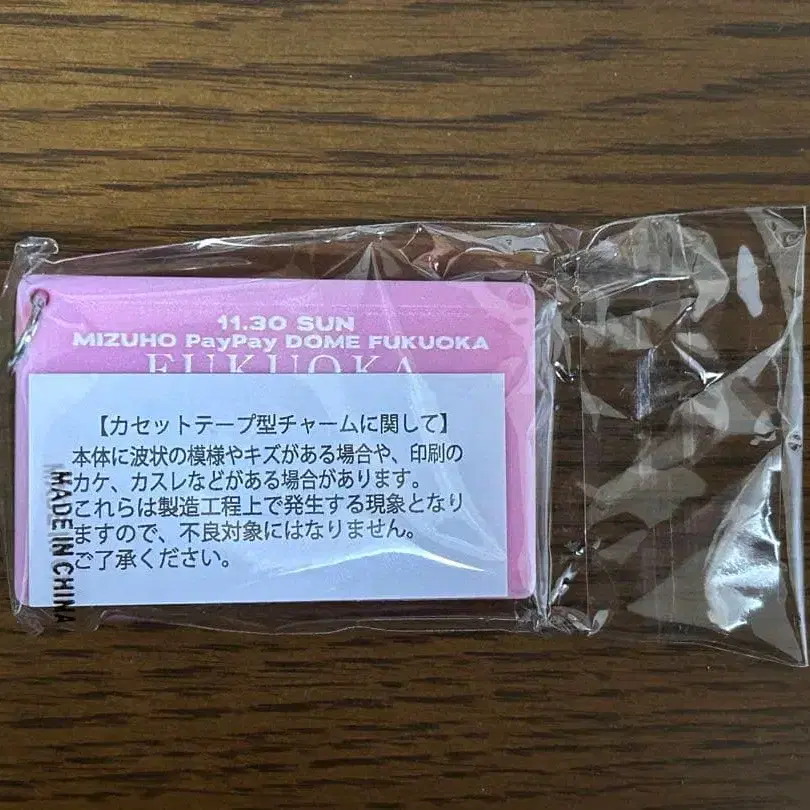 11.30 SUN
MIZUHO PayPay DOME FUKUOKA
FUKUOKA
【カセットテープ型チャームに関して】
本体に波状の模様やキズがある場合や、印刷の
カケ、カスレなどがある場合があります。
これらは製造工程上で発生する現象となり
ますので、不良対象にはなりません。
ご了承ください。
MADE IN CHINA